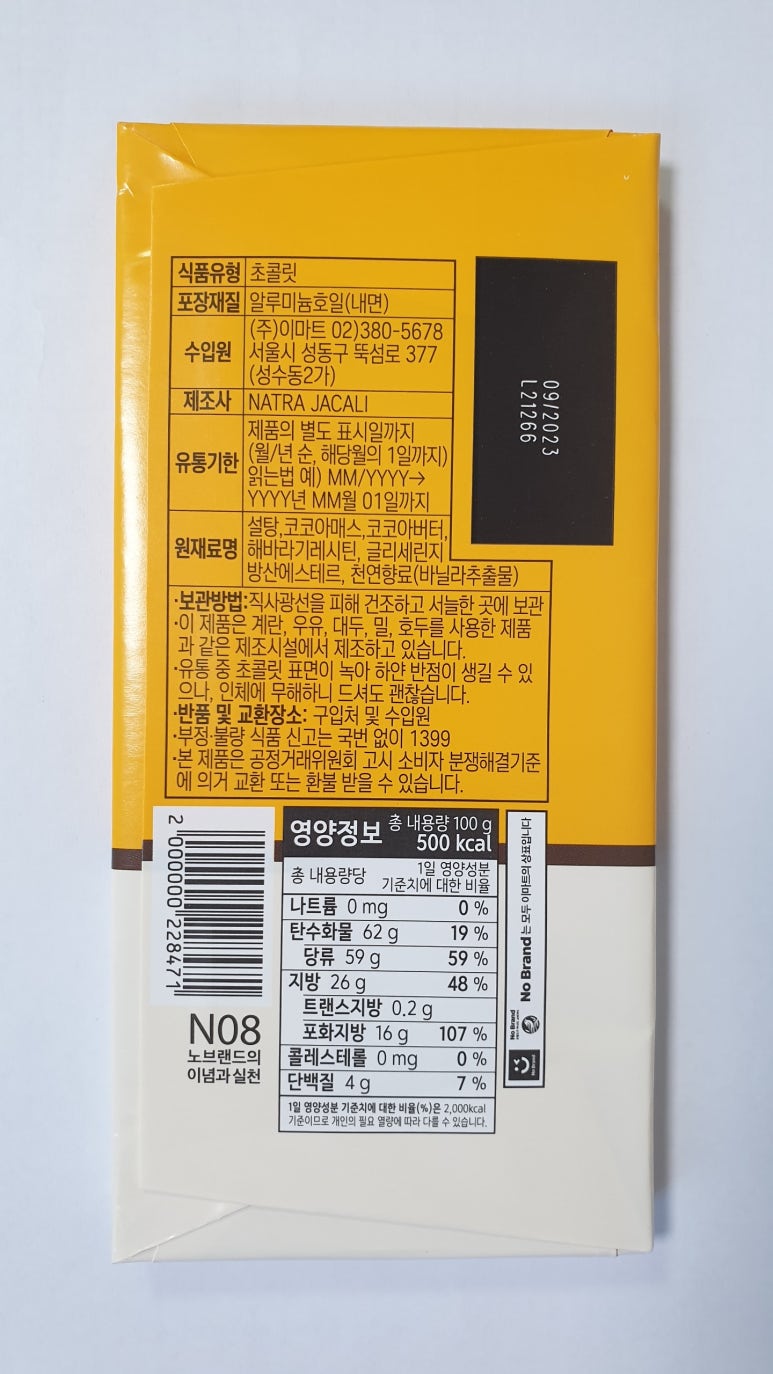 식품유형 초콜릿
포장재질 알루미늄호일(내면)
수입원 (주)이마트 02)380-5678
서울시 성동구 뚝섬로 377
(성수동2가)
제조사 NATRA JACALI
유통기한 제품의 별도 표시일까지
(월/년 순, 해당월의 1일까지)
읽는법 예) MM/YYYY→
YYYY년 MM월 01일까지
원재료명 설탕,코코아매스,코코아버터,
해바라기레시틴, 글리세린지
방산에스테르, 천연향료(바닐라추출물)
·보관방법:직사광선을 피해 건조하고 서늘한 곳에 보관
·이 제품은 계란, 우유, 대두, 밀, 호두를 사용한 제품
과 같은 제조시설에서 제조하고 있습니다.
·유통 중 초콜릿 표면이 녹아 하얀 반점이 생길 수 있
으나, 인체에 무해하니 드셔도 괜찮습니다.
·반품 및 교환장소: 구입처 및 수입원
·부정·불량 식품 신고는 국번 없이 1399
·본 제품은 공정거래위원회 고시 소비자 분쟁해결기준
에 의거 교환 또는 환불 받을 수 있습니다.
09/2023
L21266
2 000000 228471
N08
노브랜드의
이념과 실천
영양정보 총 내용량 100 g
500 kcal
총 내용량당 1일 영양성분
기준치에 대한 비율
나트륨 0 mg 0 %
탄수화물 62 g 19 %
당류 59 g 59 %
지방 26 g 48 %
트랜스지방 0.2 g
포화지방 16 g 107 %
콜레스테롤 0 mg 0 %
단백질 4 g 7 %
1일 영양성분 기준치에 대한 비율(%)은 2,000kcal
기준이므로 개인의 필요 열량에 따라 다를 수 있습니다.
No Brand는 모두 이마트의 상표입니다
No Brand
No Brand